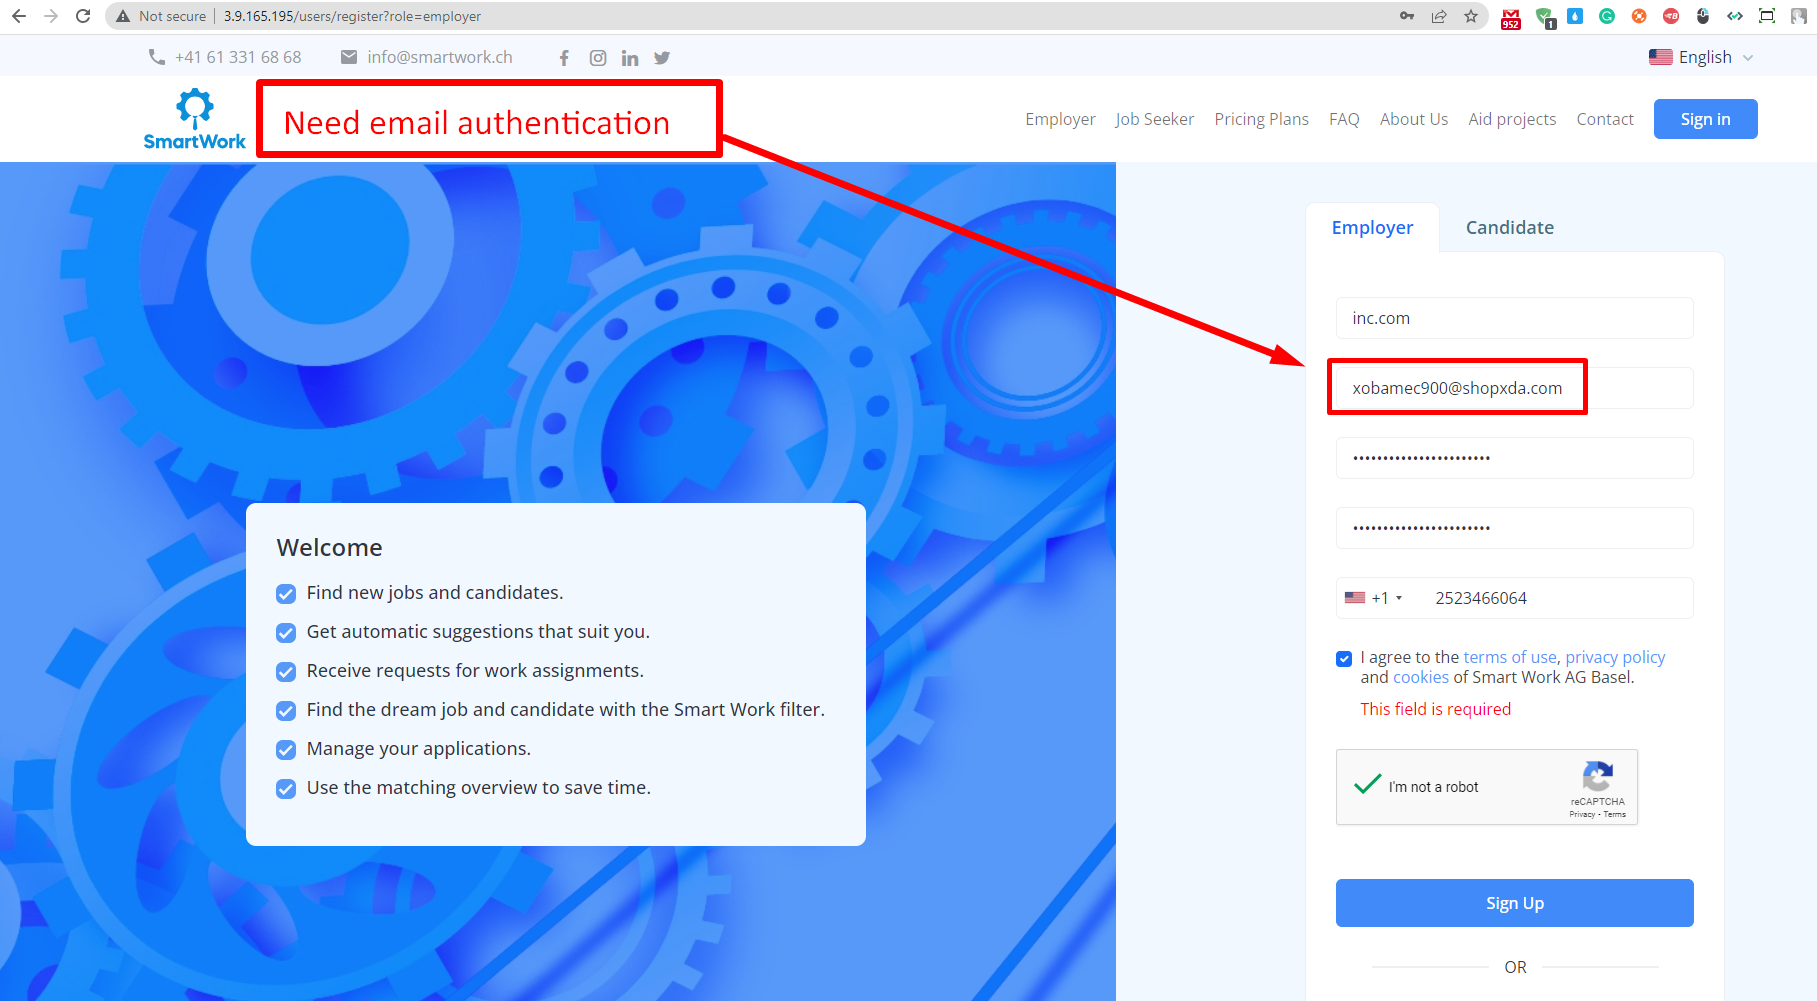 Not secure | 3.9.165.195/users/register?role=employer
952
1
+41 61 331 68 68
info@smartwork.ch
English
SmartWork
Need email authentication
Employer
Job Seeker
Pricing Plans
FAQ
About Us
Aid projects
Contact
Sign in
Employer
Candidate
inc.com
xobamec900@shopxda.com
+1
2523466064
I agree to the terms of use, privacy policy
and cookies of Smart Work AG Basel.
This field is required
I'm not a robot
reCAPTCHA
Privacy - Terms
Sign Up
OR
Welcome
Find new jobs and candidates.
Get automatic suggestions that suit you.
Receive requests for work assignments.
Find the dream job and candidate with the Smart Work filter.
Manage your applications.
Use the matching overview to save time.